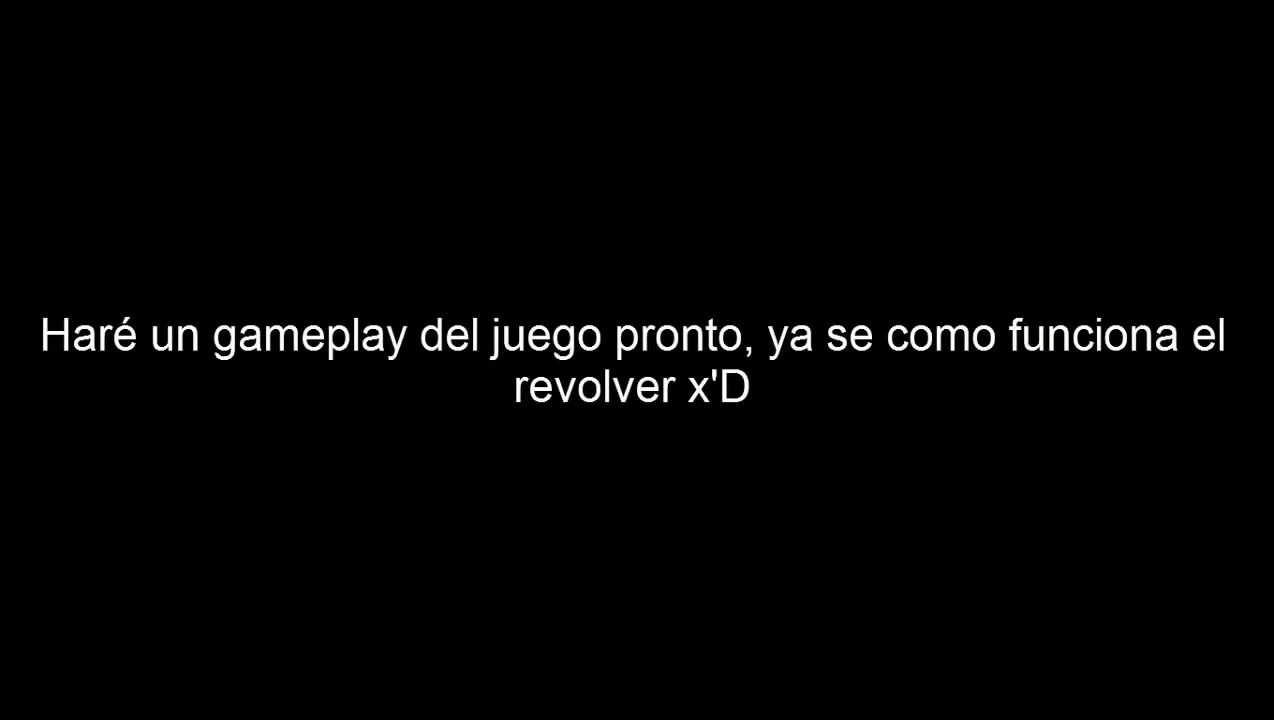 Haré un gameplay del juego pronto, ya se como funciona el
revolver x'D